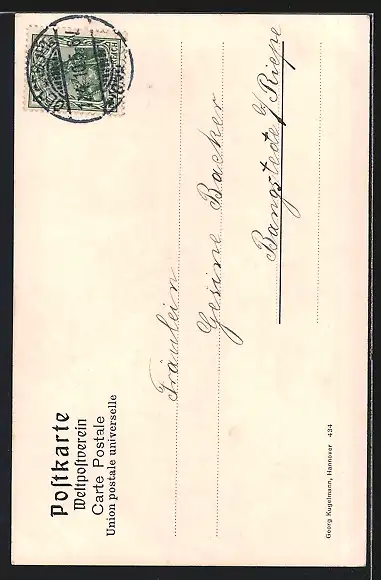 Postkarte
Weltpostverein
Carte Postale
Union postale universelle
Fräulein
Gesine Backer
Bangstede b/ Riepe
Georg Kugelmann, Hannover 434